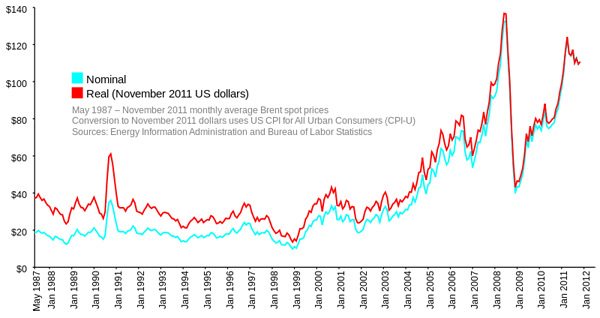 $140
$120
$100
$80
$60
$40
$20
$0
Nominal
Real (November 2011 US dollars)
May 1987 – November 2011 monthly average Brent spot prices
Conversion to November 2011 dollars uses US CPI for All Urban Consumers (CPI-U)
Sources: Energy Information Administration and Bureau of Labor Statistics
May 1987
Jan 1988
Jan 1989
Jan 1990
Jan 1991
Jan 1992
Jan 1993
Jan 1994
Jan 1995
Jan 1996
Jan 1997
Jan 1998
Jan 1999
Jan 2000
Jan 2001
Jan 2002
Jan 2003
Jan 2004
Jan 2005
Jan 2006
Jan 2007
Jan 2008
Jan 2009
Jan 2010
Jan 2011
Jan 2012